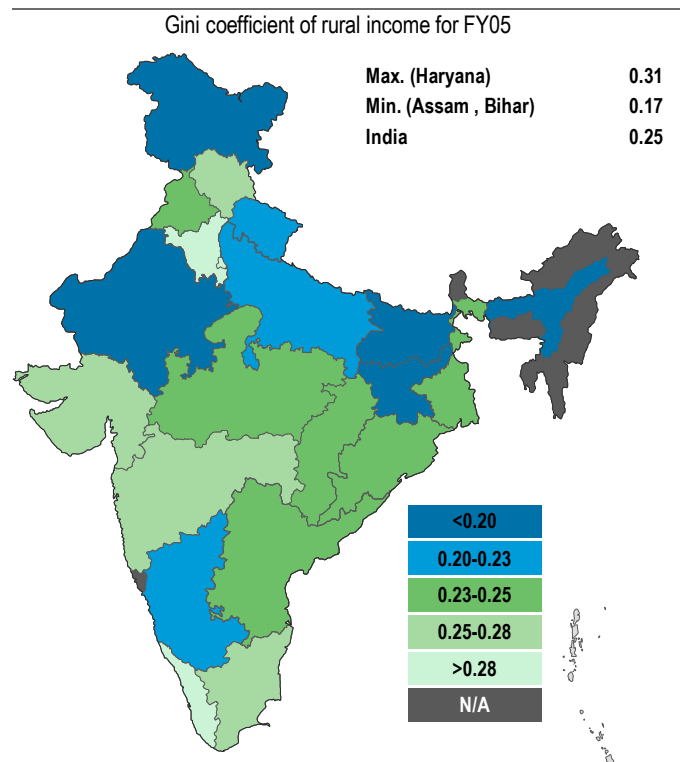 Gini coefficient of rural income for FY05
Max. (Haryana) 0.31
Min. (Assam , Bihar) 0.17
India 0.25
<0.20
0.20-0.23
0.23-0.25
0.25-0.28
>0.28
N/A